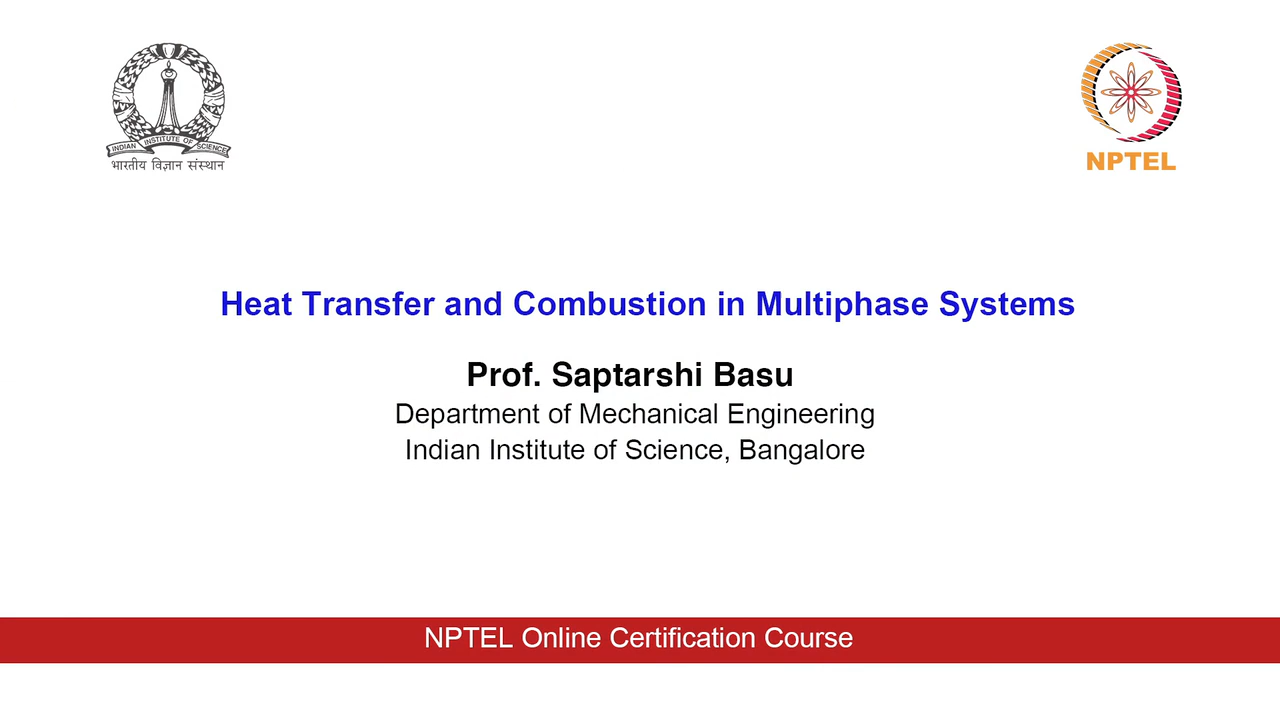 INDIAN INSTITUTE OF SCIENCE
भारतीय विज्ञान संस्थान
NPTEL
Heat Transfer and Combustion in Multiphase Systems
Prof. Saptarshi Basu
Department of Mechanical Engineering
Indian Institute of Science, Bangalore
NPTEL Online Certification Course